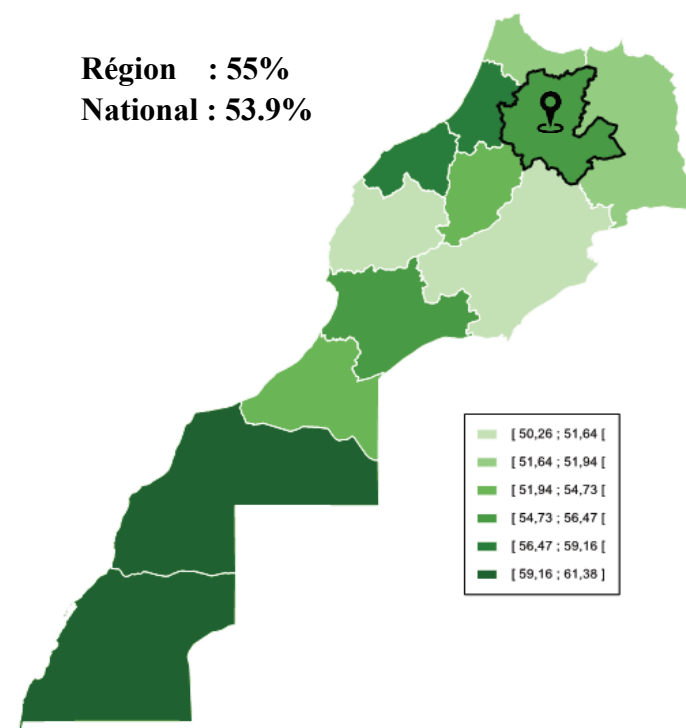 Région : 55%
National : 53.9%
[ 50,26 ; 51,64 [
[ 51,64 ; 51,94 [
[ 51,94 ; 54,73 [
[ 54,73 ; 56,47 [
[ 56,47 ; 59,16 [
[ 59,16 ; 61,38 ]